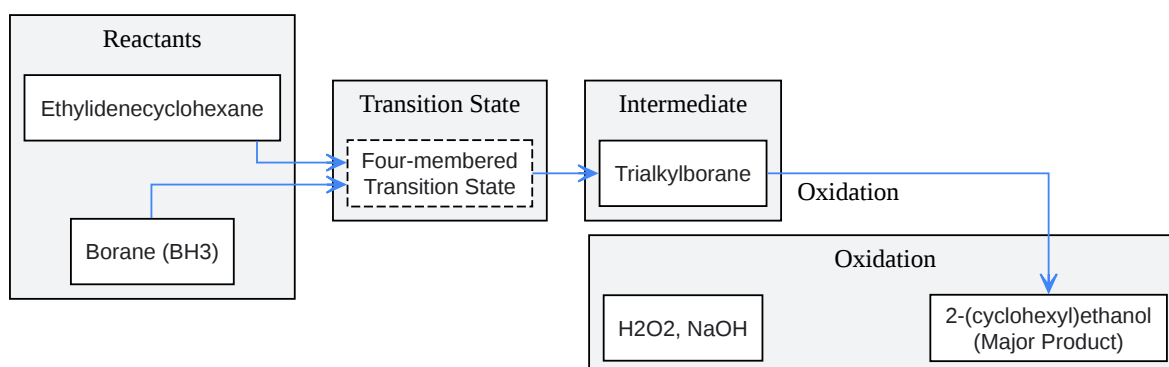 Reactants
Ethylidenecyclohexane
Borane (BH3)
Transition State
Four-membered
Transition State
Intermediate
Trialkylborane
Oxidation
Oxidation
H2O2, NaOH
2-(cyclohexyl)ethanol
(Major Product)